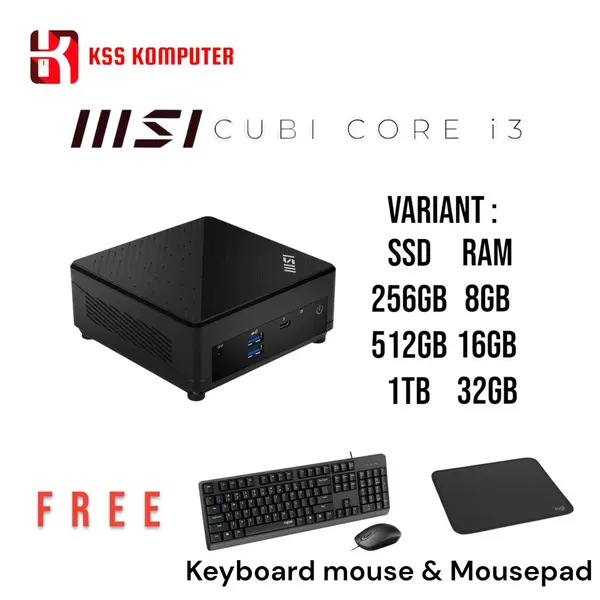 KSS KOMPUTER
msi CUBI CORE i3
VARIANT :
SSD RAM
256GB 8GB
512GB 16GB
1TB 32GB
msi
FREE
Keyboard mouse & Mousepad